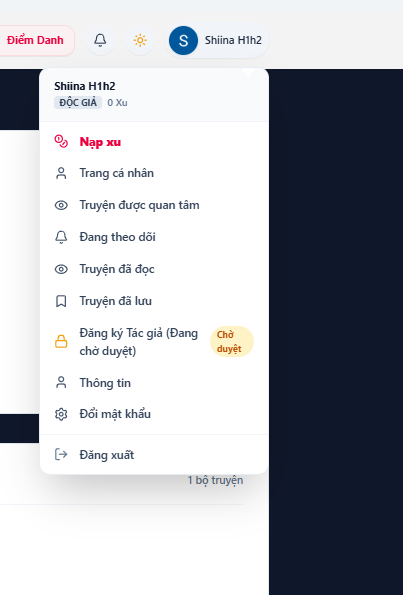 Điểm Danh
S
Shiina H1h2
Shiina H1h2
ĐỘC GIẢ 0 Xu
Nạp xu
Trang cá nhân
Truyện được quan tâm
Đang theo dõi
Truyện đã đọc
Truyện đã lưu
Đăng ký Tác giả (Đang
chờ duyệt)
Chờ
duyệt
Thông tin
Đổi mật khẩu
Đăng xuất
1 bộ truyện